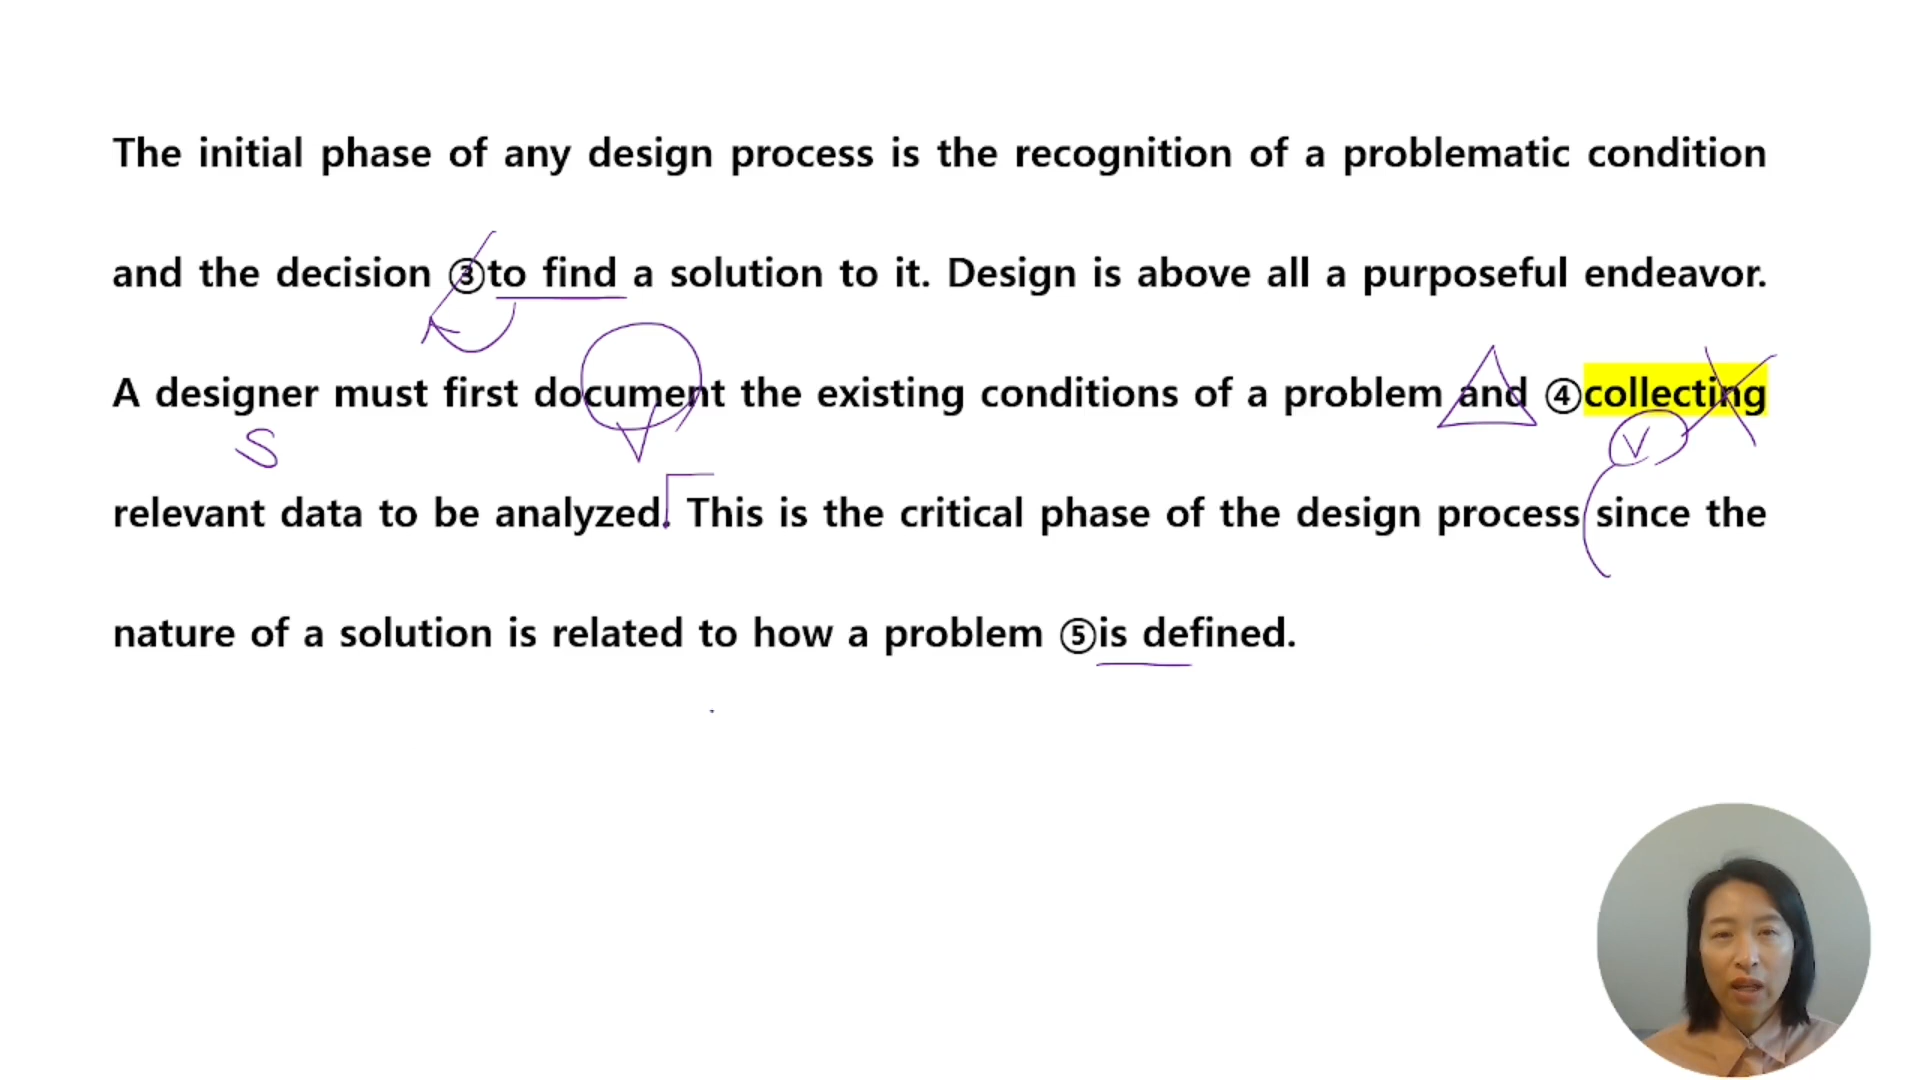 The initial phase of any design process is the recognition of a problematic condition
and the decision ③to find a solution to it. Design is above all a purposeful endeavor.
A designer must first document the existing conditions of a problem and ④collecting
S V V
relevant data to be analyzed. This is the critical phase of the design process since the
nature of a solution is related to how a problem ⑤is defined.